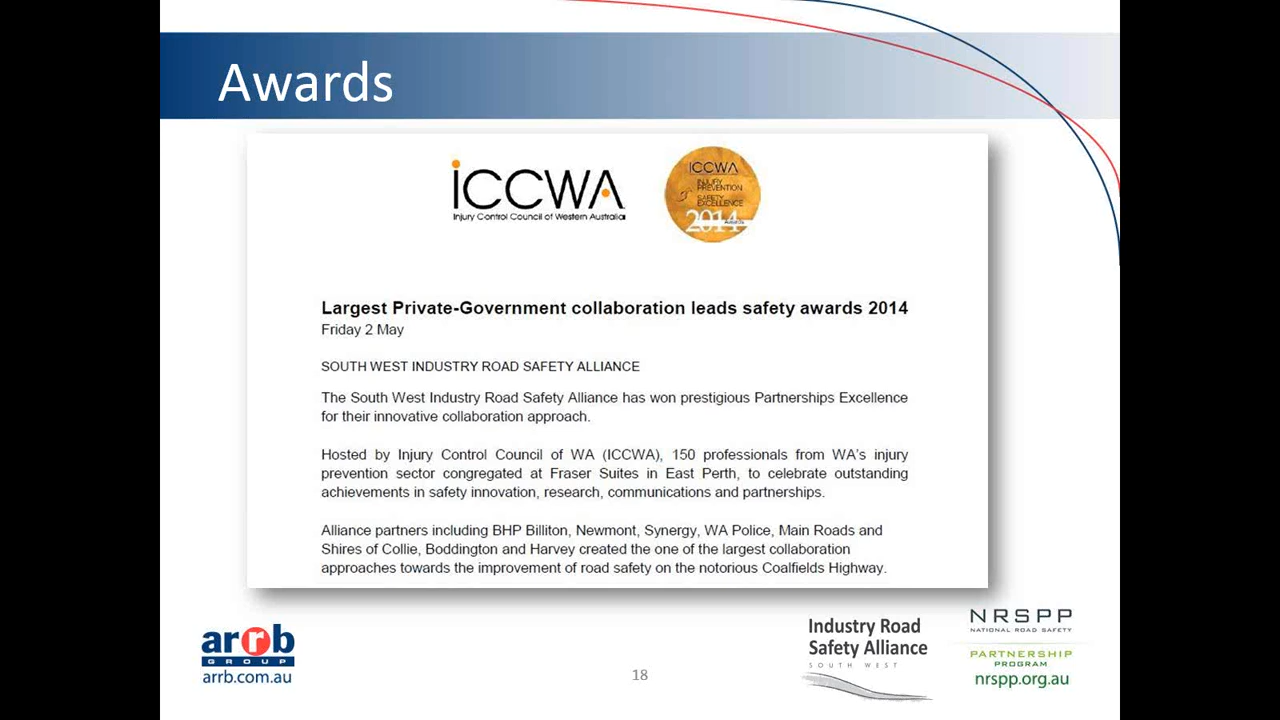 Awards
iCCWA
Injury Control Council of Western Australia
ICCWA
INJURY
PREVENTION
SAFETY
EXCELLENCE
2014
Awards
Largest Private-Government collaboration leads safety awards 2014
Friday 2 May
SOUTH WEST INDUSTRY ROAD SAFETY ALLIANCE
The South West Industry Road Safety Alliance has won prestigious Partnerships Excellence
for their innovative collaboration approach.
Hosted by Injury Control Council of WA (ICCWA), 150 professionals from WA's injury
prevention sector congregated at Fraser Suites in East Perth, to celebrate outstanding
achievements in safety innovation, research, communications and partnerships.
Alliance partners including BHP Billiton, Newmont, Synergy, WA Police, Main Roads and
Shires of Collie, Boddington and Harvey created the one of the largest collaboration
approaches towards the improvement of road safety on the notorious Coalfields Highway.
arrb
GROUP
arrb.com.au
18
Industry Road
Safety Alliance
SOUTH WEST
NRSPP
NATIONAL ROAD SAFETY
PARTNERSHIP
PROGRAM
nrspp.org.au